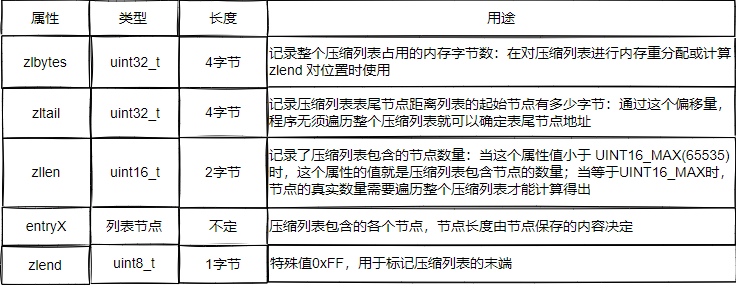 属性 类型 长度 用途
zlbytes uint32_t 4字节 记录整个压缩列表占用的内存字节数：在对压缩列表进行内存重分配或计算
zlend 对位置时使用
zltail uint32_t 4字节 记录压缩列表表尾节点距离列表的起始节点有多少字节：通过这个偏移量，
程序无须遍历整个压缩列表就可以确定表尾节点地址
zllen uint16_t 2字节 记录了压缩列表包含的节点数量：当这个属性值小于 UINT16_MAX(65535)
时，这个属性的值就是压缩列表包含节点的数量；当等于UINT16_MAX时，
节点的真实数量需要遍历整个压缩列表才能计算得出
entryX 列表节点 不定 压缩列表包含的各个节点，节点长度由节点保存的内容决定
zlend uint8_t 1字节 特殊值0xFF，用于标记压缩列表的末端